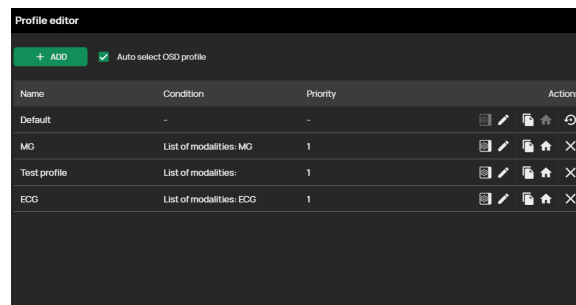 Profile editor
+ ADD Auto select OSD profile
Name Condition Priority Actions
Default - -
MG List of modalities: MG 1
Test profile List of modalities: 1
ECG List of modalities: ECG 1